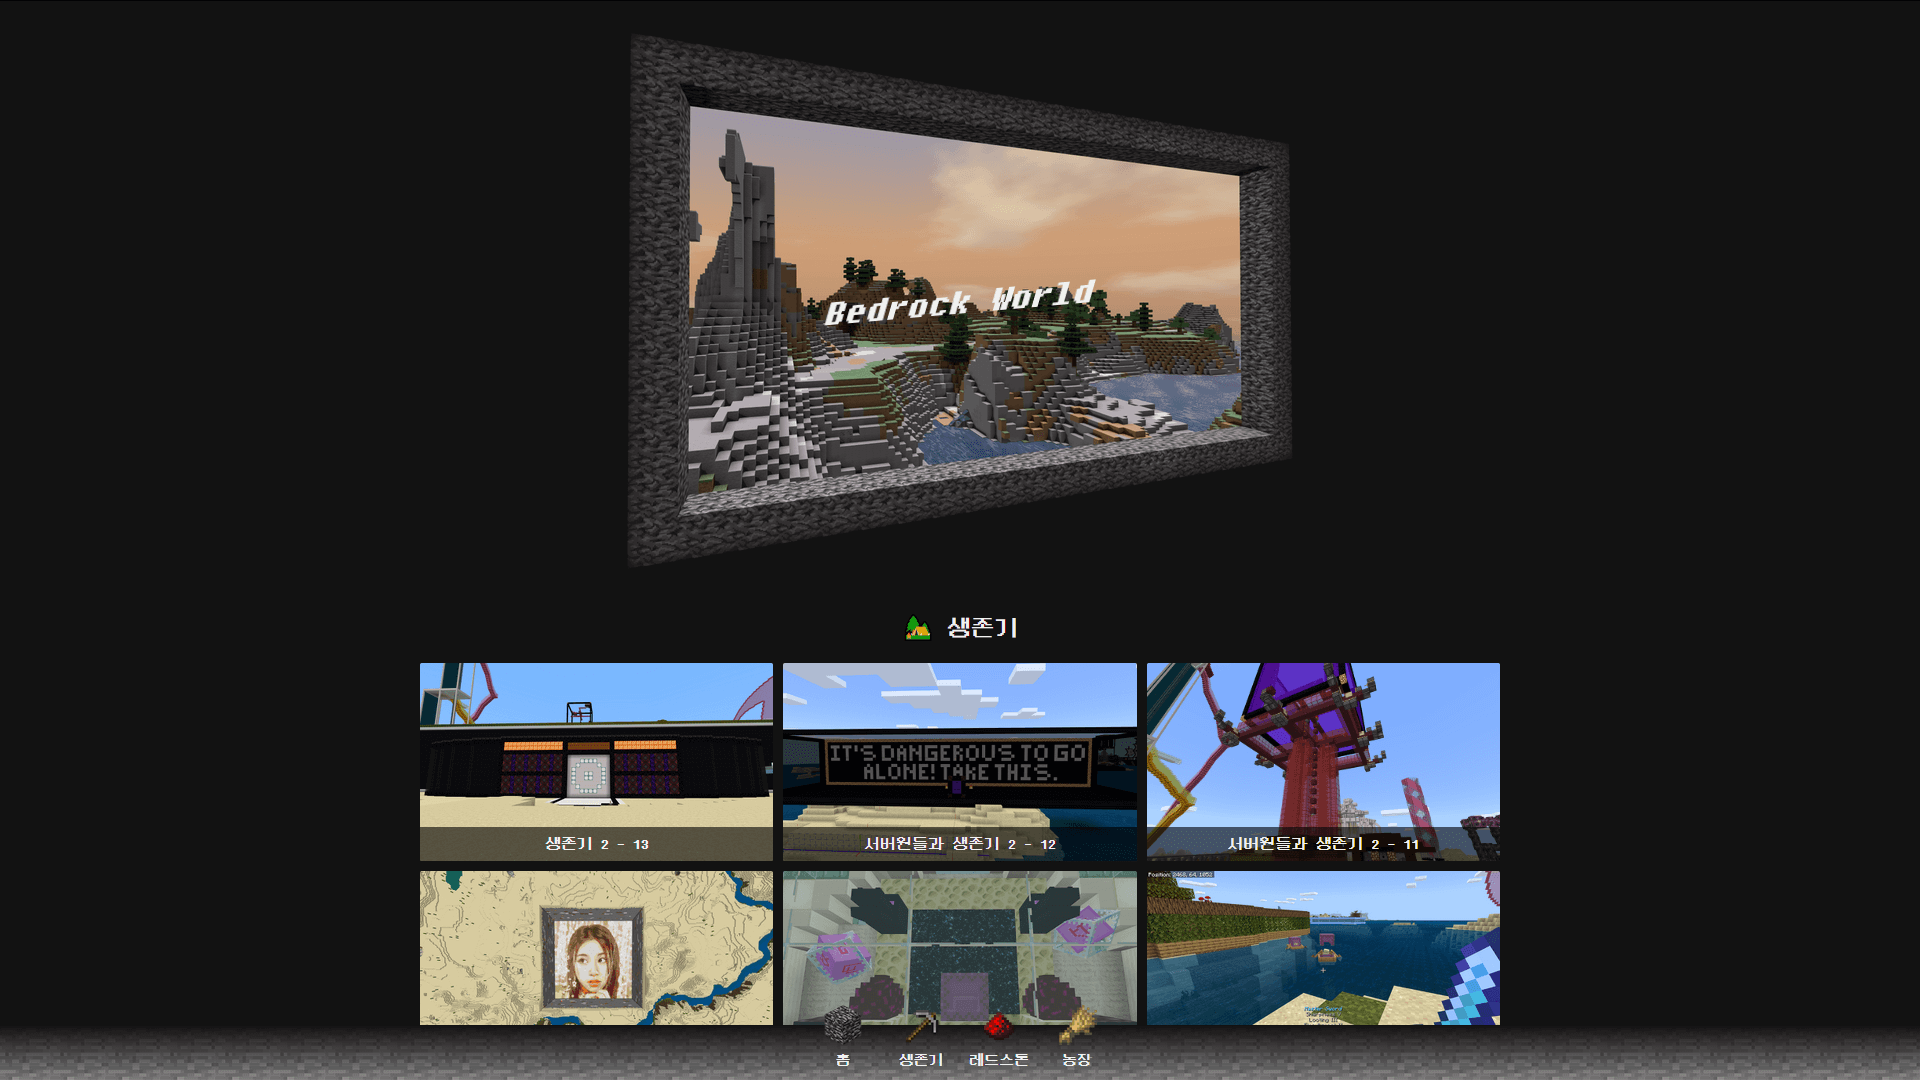 Bedrock World
생존기
IT'S DANGEROUS TO GO
ALONE! TAKE THIS.
생존기 2 - 13
서버원들과 생존기 2 - 12
서버원들과 생존기 2 - 11
홈
생존기
레드스톤
농장